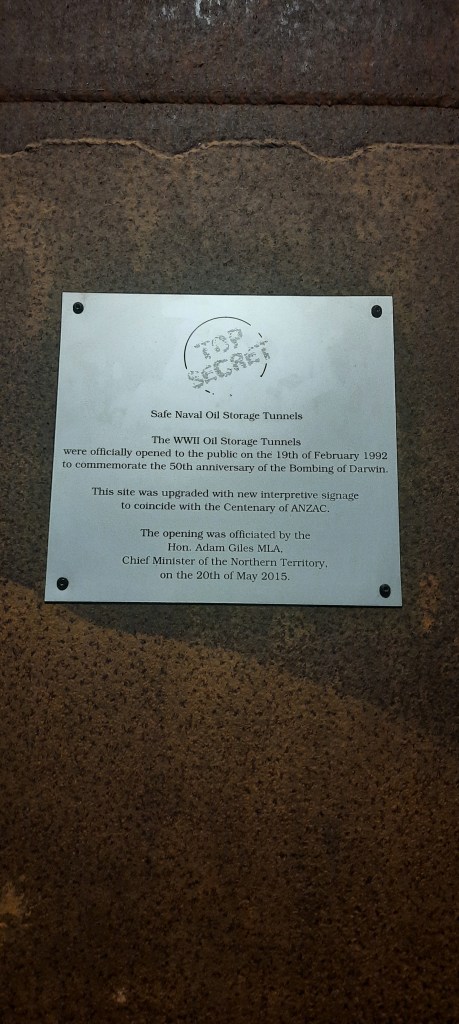 TOP
SECRET
Safe Naval Oil Storage Tunnels
The WWII Oil Storage Tunnels
were officially opened to the public on the 19th of February 1992
to commemorate the 50th anniversary of the Bombing of Darwin.
This site was upgraded with new interpretive signage
to coincide with the Centenary of ANZAC.
The opening was officiated by the
Hon. Adam Giles MLA,
Chief Minister of the Northern Territory,
on the 20th of May 2015.